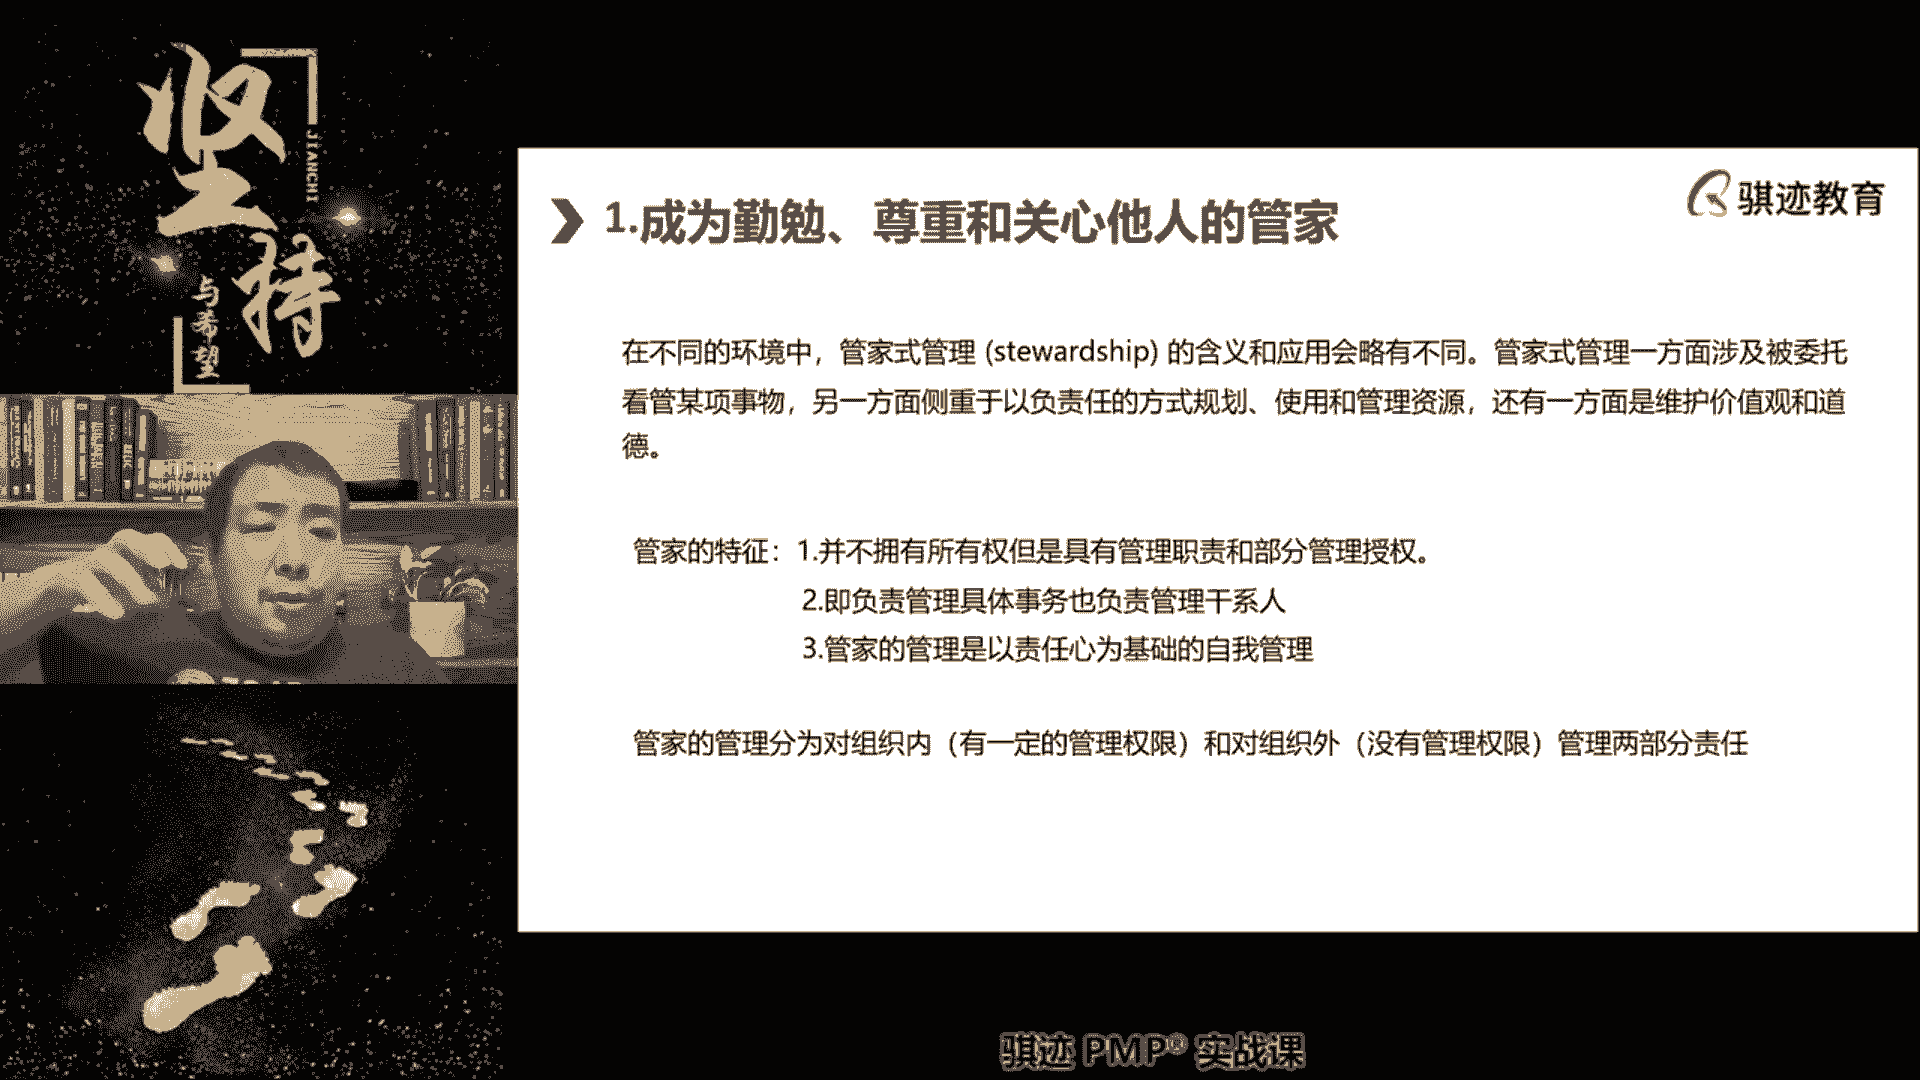 坚持
JIANCHI
与希望
骐迹教育
1.成为勤勉、尊重和关心他人的管家
在不同的环境中，管家式管理 (stewardship) 的含义和应用会略有不同。管家式管理一方面涉及被委托
看管某项事物，另一方面侧重于以负责任的方式规划、使用和管理资源，还有一方面是维护价值观和道
德。
管家的特征：1.并不拥有所有权但是具有管理职责和部分管理授权。
2.即负责管理具体事务也负责管理干系人
3.管家的管理是以责任心为基础的自我管理
管家的管理分为对组织内（有一定的管理权限）和对组织外（没有管理权限）管理两部分责任
骐迹 PMP® 实战课